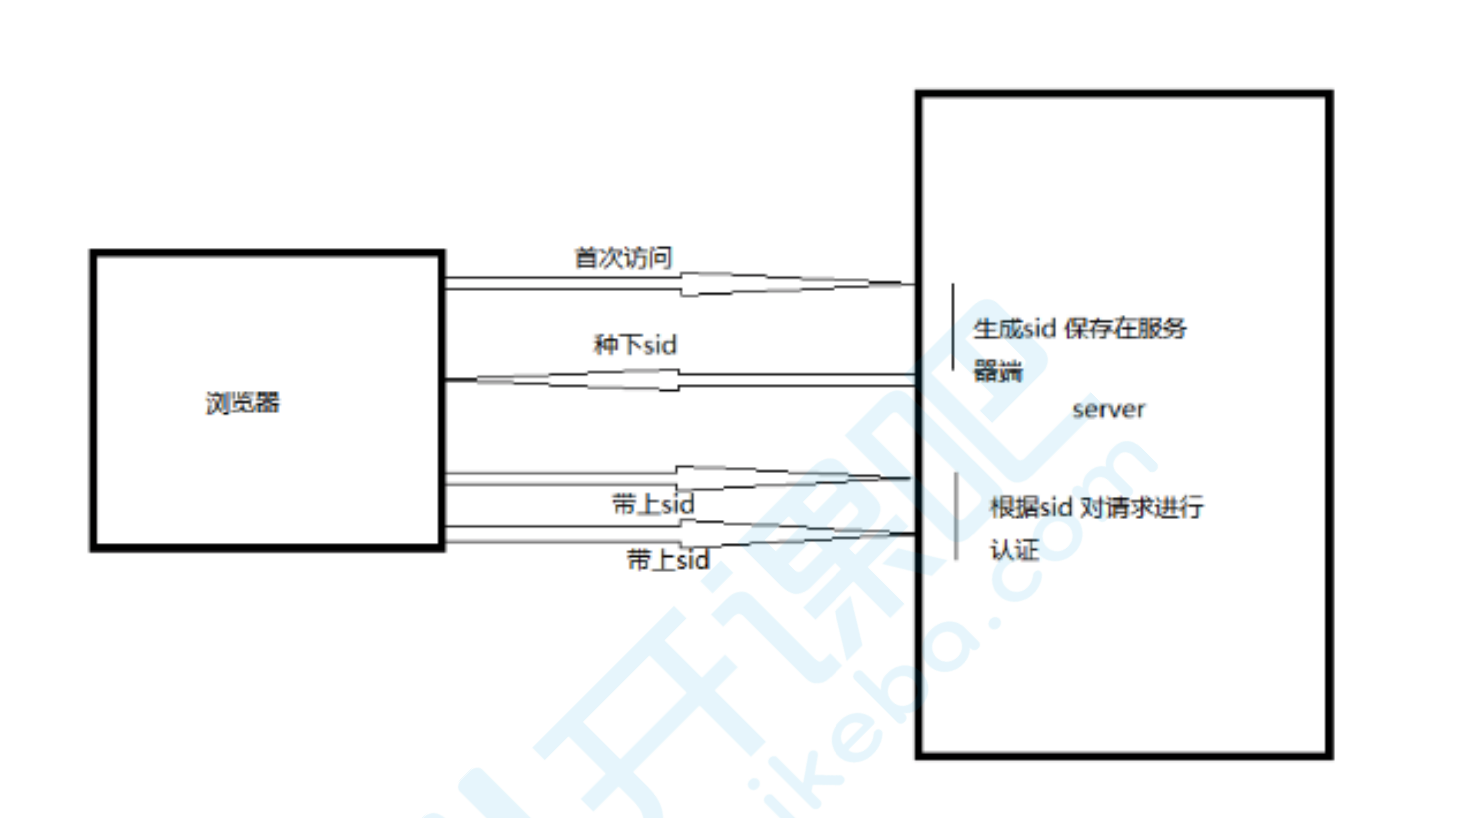 首次访问
种下sid
生成sid 保存在服务
器端
浏览器
server
带上sid
带上sid
根据sid 对请求进行
认证
开课吧
ikeba.com